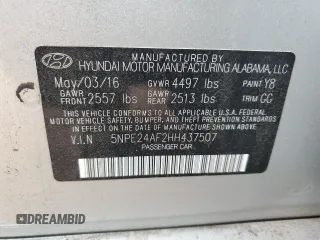 MANUFACTURED BY
HYUNDAI MOTOR MANUFACTURING ALABAMA, LLC
May/03/16 GVWR 4497 lbs PAINT Y8
GAWR FRONT 2557 lbs GAWR REAR 2513 lbs TRIM GG
THIS VEHICLE CONFORMS TO ALL APPLICABLE U.S.
FEDERAL MOTOR VEHICLE SAFETY, BUMPER, AND
THEFT PREVENTION STANDARDS IN EFFECT ON THE
DATE OF MANUFACTURE SHOWN ABOVE.
V.I.N 5NPE24AF2HH437507
PASSENGER CAR
DREAMBID.COM